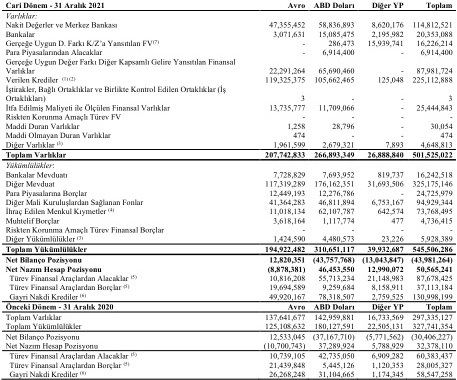 Cari Dönem - 31 Aralık 2021 Avro ABD Doları Diğer YP Toplam
Varlıklar:
Nakit Değerler ve Merkez Bankası 47,355,452 58,836,893 8,620,176 114,812,521
Bankalar 3,071,631 15,085,475 2,195,982 20,353,088
Gerçeğe Uygun D. Farkı K/Z'a Yansıtılan FV(7) - 286,473 15,939,741 16,226,214
Para Piyasalarından Alacaklar - 6,914,400 - 6,914,400
Gerçeğe Uygun Değer Farkı Diğer Kapsamlı Gelire Yansıtılan Finansal
Varlıklar 22,291,264 65,690,460 - 87,981,724
Verilen Krediler (1) (2) 119,325,375 105,662,465 125,048 225,112,888
İştirakler, Bağlı Ortaklıklar ve Birlikte Kontrol Edilen Ortaklıklar (İş
Ortaklıkları) 3 - - 3
İtfa Edilmiş Maliyeti ile Ölçülen Finansal Varlıklar 13,735,777 11,709,066 - 25,444,843
Riskten Korunma Amaçlı Türev FV - - - -
Maddi Duran Varlıklar 1,258 28,796 - 30,054
Maddi Olmayan Duran Varlıklar 474 - - 474
Diğer Varlıklar (3) 1,961,599 2,679,321 7,893 4,648,813
Toplam Varlıklar 207,742,833 266,893,349 26,888,840 501,525,022
Yükümlülükler:
Bankalar Mevduatı 7,728,829 7,693,952 819,737 16,242,518
Diğer Mevduat 117,319,289 176,162,351 31,693,506 325,175,146
Para Piyasalarına Borçlar 12,449,193 12,276,786 - 24,725,979
Diğer Mali Kuruluşlardan Sağlanan Fonlar 41,364,283 46,811,894 6,753,167 94,929,344
İhraç Edilen Menkul Kıymetler (4) 11,018,134 62,107,787 642,574 73,768,495
Muhtelif Borçlar 3,618,164 1,117,774 477 4,736,415
Riskten Korunma Amaçlı Türev Finansal Borçlar - - - -
Diğer Yükümlülükler (3) 1,424,590 4,480,573 23,226 5,928,389
Toplam Yükümlülükler 194,922,482 310,651,117 39,932,687 545,506,286
Net Bilanço Pozisyonu 12,820,351 (43,757,768) (13,043,847) (43,981,264)
Net Nazım Hesap Pozisyonu (8,878,381) 46,453,550 12,990,072 50,565,241
Türev Finansal Araçlardan Alacaklar (5) 10,816,208 55,713,234 21,148,983 87,678,425
Türev Finansal Araçlardan Borçlar (5) 19,694,589 9,259,684 8,158,911 37,113,184
Gayri Nakdi Krediler (6) 49,920,167 78,318,507 2,759,525 130,998,199
Önceki Dönem - 31 Aralık 2020 Avro ABD Doları Diğer YP Toplam
Toplam Varlıklar 137,641,677 142,959,881 16,733,569 297,335,127
Toplam Yükümlülükler 125,108,632 180,127,591 22,505,131 327,741,354
Net Bilanço Pozisyonu 12,533,045 (37,167,710) (5,771,562) (30,406,227)
Net Nazım Hesap Pozisyonu (10,700,743) 37,289,924 5,788,929 32,378,110
Türev Finansal Araçlardan Alacaklar (5) 10,739,105 42,735,050 6,909,282 60,383,437
Türev Finansal Araçlardan Borçlar (5) 21,439,848 5,445,126 1,120,353 28,005,327
Gayri Nakdi Krediler (6) 26,268,248 31,104,665 1,174,345 58,547,258